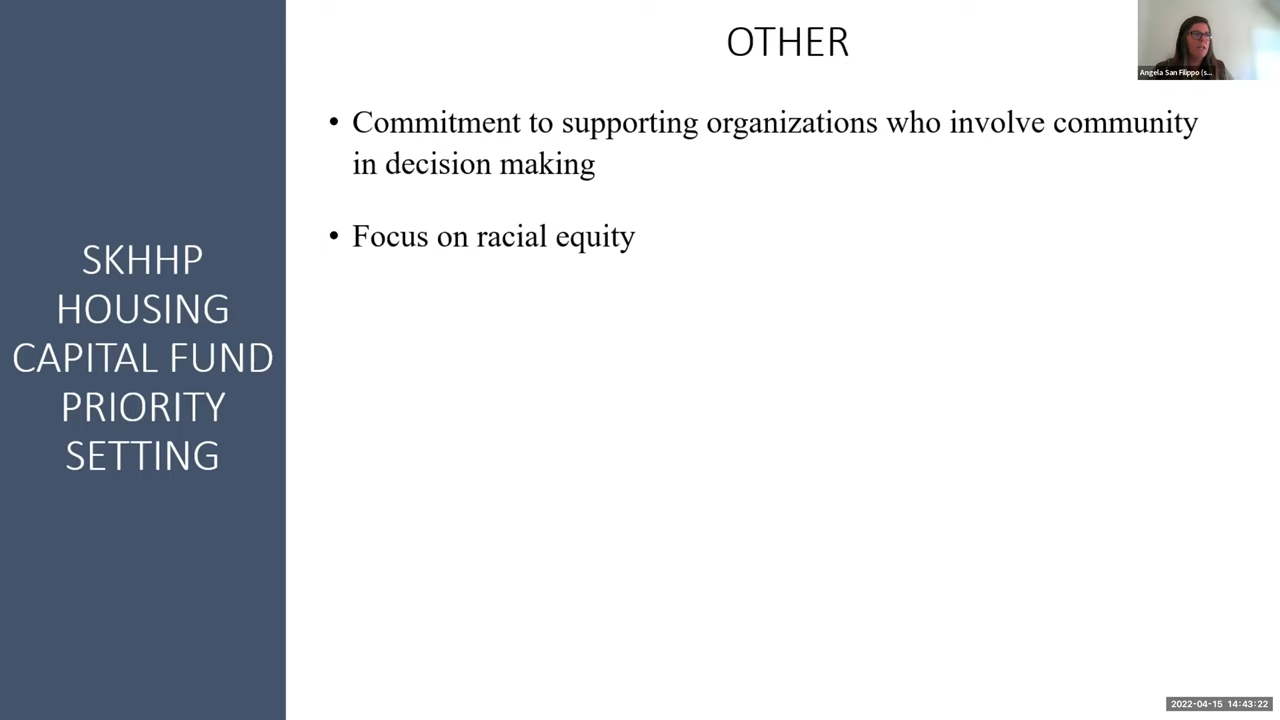 OTHER
Angela San Filippo (s...
• Commitment to supporting organizations who involve community
in decision making
• Focus on racial equity
SKHHP
HOUSING
CAPITAL FUND
PRIORITY
SETTING
2022-04-15 14:43:22